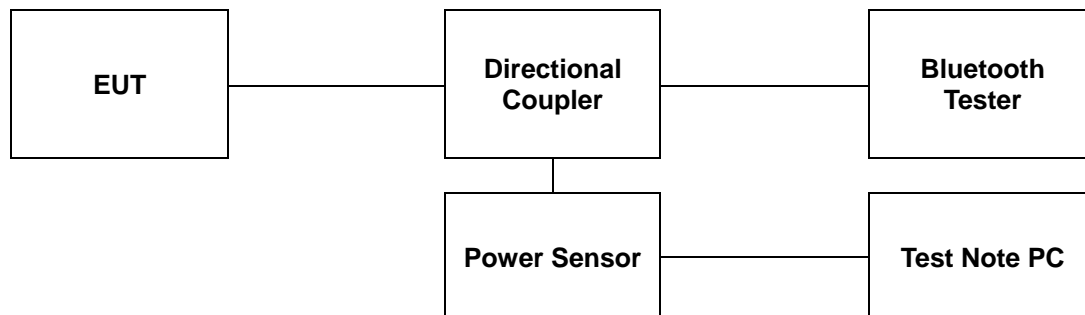 EUT
Directional
Coupler
Bluetooth
Tester
Power Sensor
Test Note PC